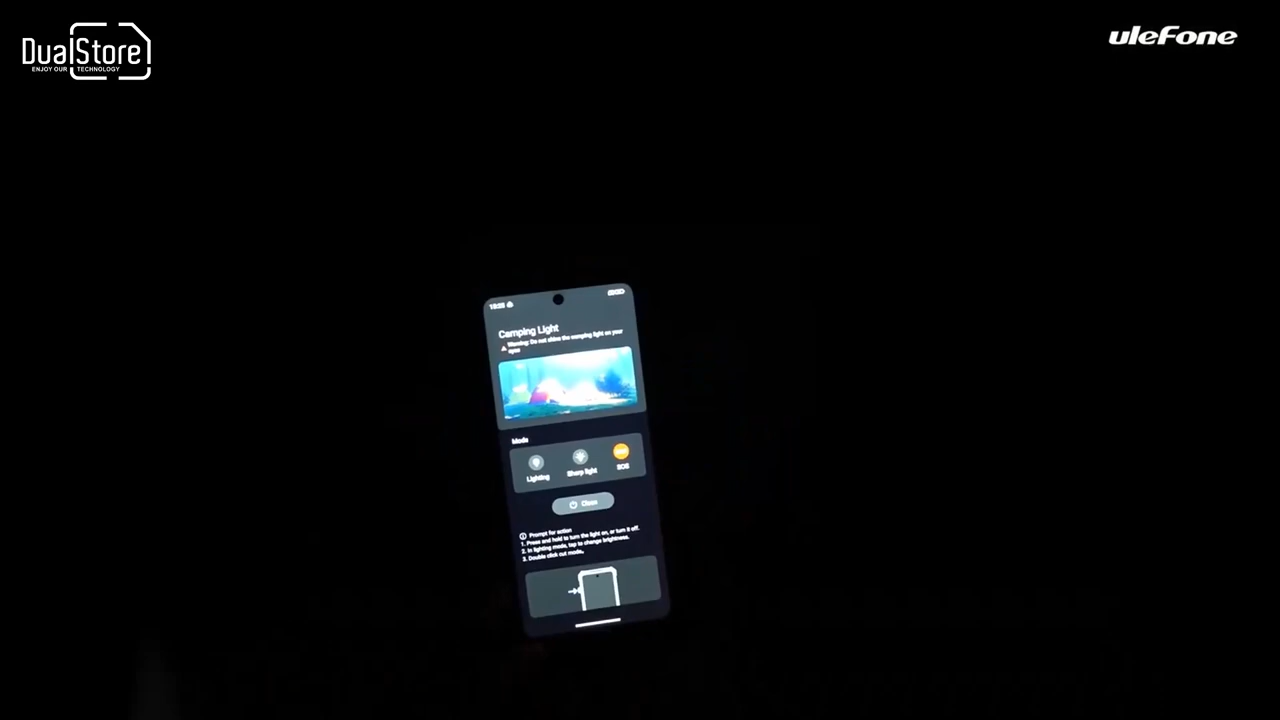 DualStore
ENJOY OUR TECHNOLOGY
uleFone
Camping Light
Warning: Do not shine the camping light on your
eyes
Mode
Lighting
Sharp light
SOS
Close
Prompt for action
1. Press and hold to turn the light on, or turn it off.
2. In lighting mode, tap to change brightness.
3. Double click cut mode.